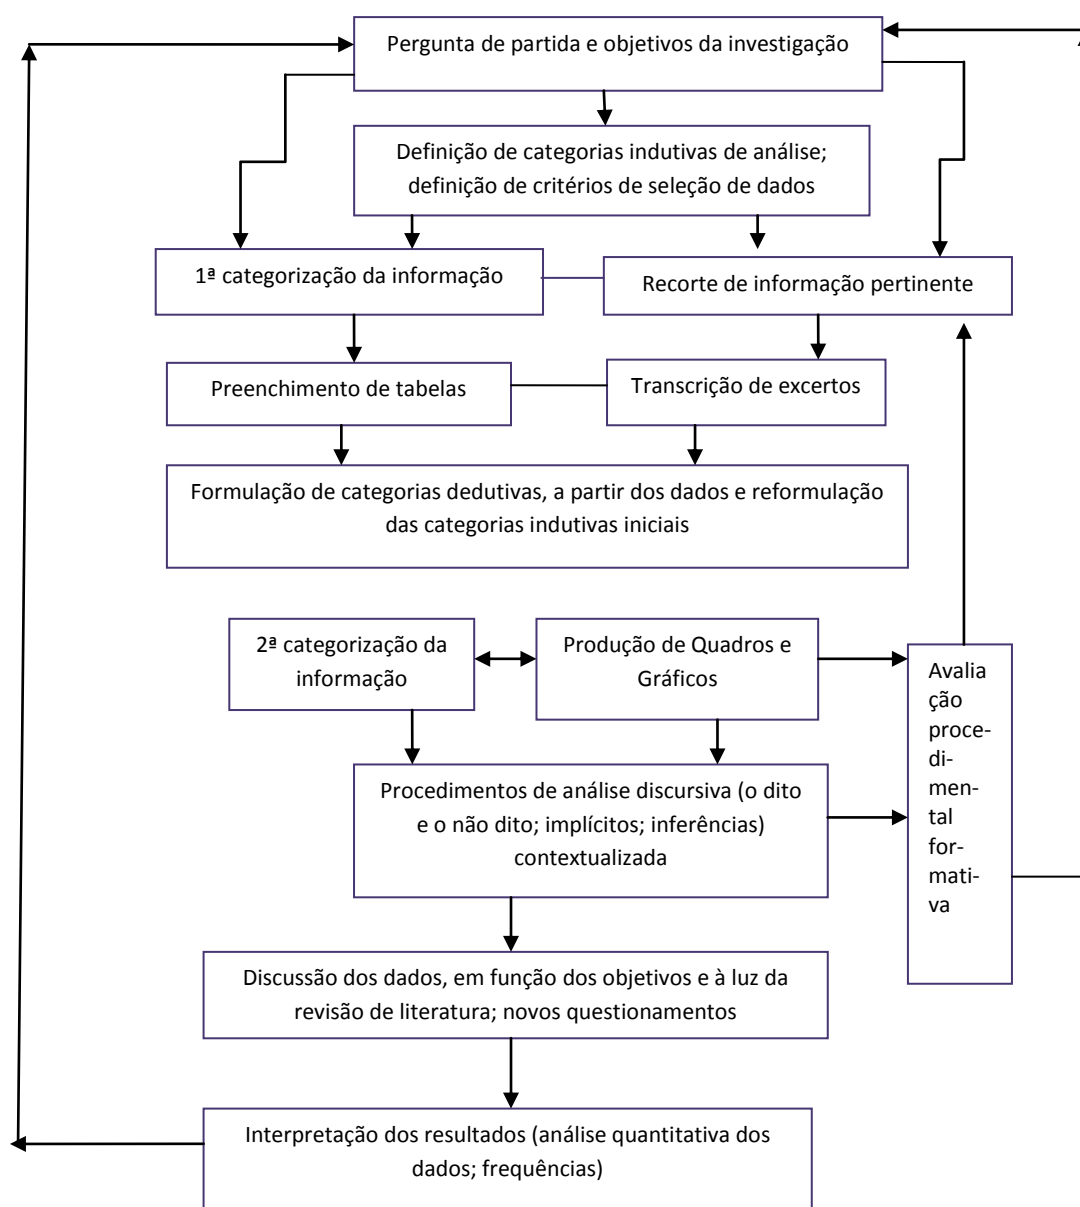 Pergunta de partida e objetivos da investigação
Definição de categorias indutivas de análise;
definição de critérios de seleção de dados
1ª categorização da informação
Recorte de informação pertinente
Preenchimento de tabelas
Transcrição de excertos
Formulação de categorias dedutivas, a partir dos dados e reformulação
das categorias indutivas iniciais
2ª categorização da
informação
Produção de Quadros e
Gráficos
Avalia
ção
proce-
di-
men-
tal
for-
mati-
va
Procedimentos de análise discursiva (o dito
e o não dito; implícitos; inferências)
contextualizada
Discussão dos dados, em função dos objetivos e à luz da
revisão de literatura; novos questionamentos
Interpretação dos resultados (análise quantitativa dos
dados; frequências)